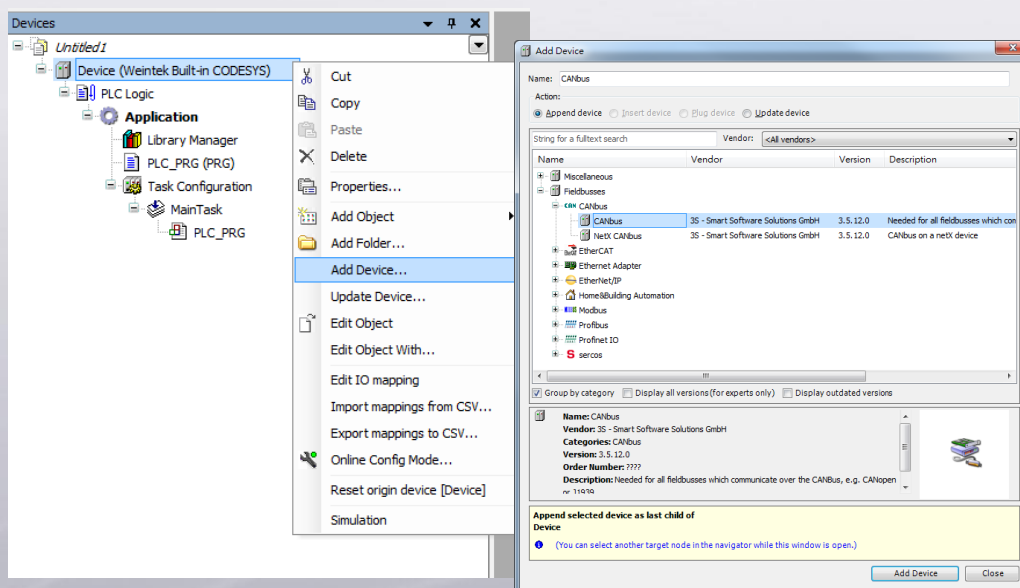 Devices
Untitled1
Device (Weintek Built-in CODESYS)
PLC Logic
Application
Library Manager
PLC_PRG (PRG)
Task Configuration
MainTask
PLC_PRG
Cut
Copy
Paste
Delete
Properties...
Add Object
Add Folder...
Add Device...
Update Device...
Edit Object
Edit Object With...
Edit IO mapping
Import mappings from CSV...
Export mappings to CSV...
Online Config Mode...
Reset origin device [Device]
Simulation
Add Device
Name: CANbus
Action:
Append device Insert device Plug device Update device
String for a fulltext search Vendor: <All vendors>
Name Vendor Version Description
Miscellaneous
Fieldbusses
CAN CANbus
CANbus 3S - Smart Software Solutions GmbH 3.5.12.0 Needed for all fieldbusses which con
NetX CANbus 3S - Smart Software Solutions GmbH 3.5.12.0 CANbus on a netX device
EtherCAT
Ethernet Adapter
EtherNet/IP
Home&Building Automation
Modbus
Profibus
Profinet IO
sercos
Group by category Display all versions (for experts only) Display outdated versions
Name: CANbus
Vendor: 3S - Smart Software Solutions GmbH
Categories: CANbus
Version: 3.5.12.0
Order Number: ????
Description: Needed for all fieldbusses which communicate over the CANBus, e.g. CANopen
or J1939
Append selected device as last child of
Device
(You can select another target node in the navigator while this window is open.)
Add Device Close